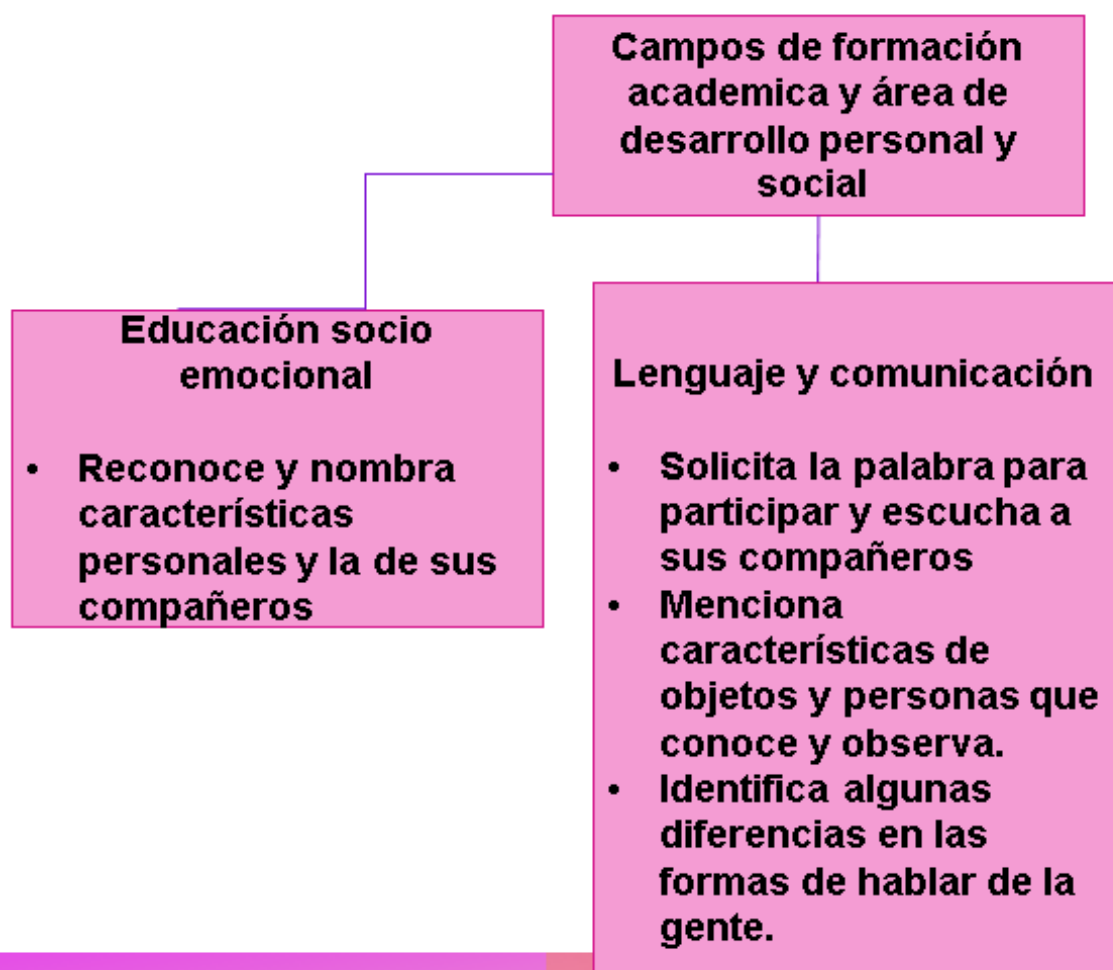 Campos de formación
academica y área de
desarrollo personal y
social
Educación socio
emocional
• Reconoce y nombra
características
personales y la de sus
compañeros
Lenguaje y comunicación
• Solicita la palabra para
participar y escucha a
sus compañeros
• Menciona
características de
objetos y personas que
conoce y observa.
• Identifica algunas
diferencias en las
formas de hablar de la
gente.